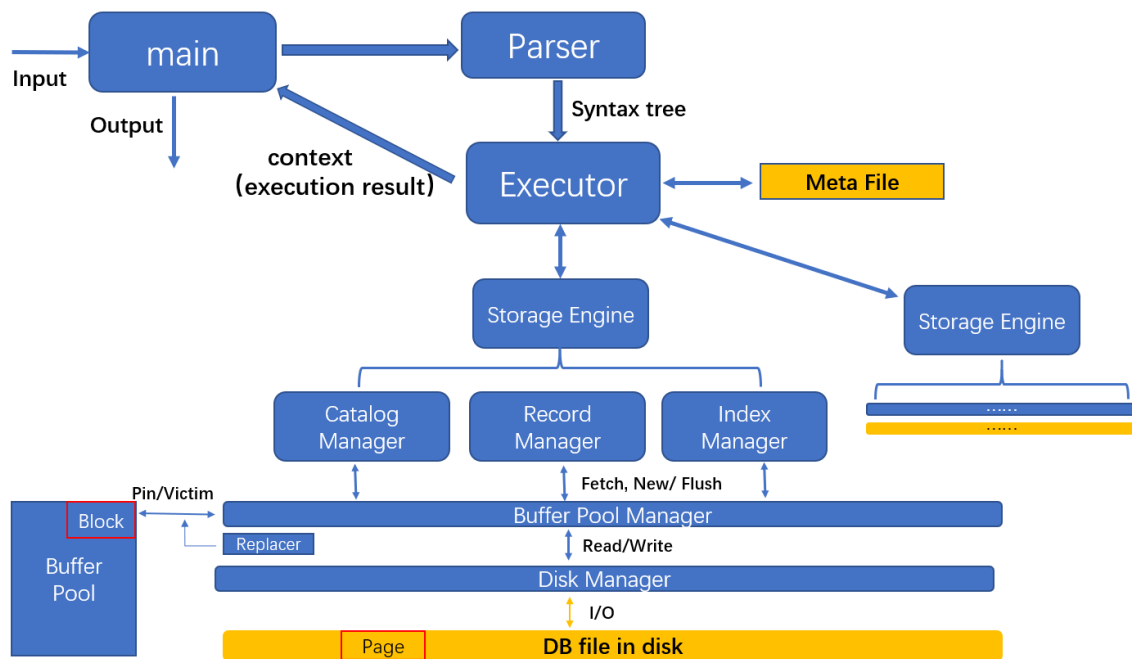 main
Parser
Input
Output
Syntax tree
context
（execution result）
Executor
Meta File
Storage Engine
Storage Engine
Catalog
Manager
Record
Manager
Index
Manager
……
……
Pin/Victim
Fetch, New/ Flush
Block
Buffer Pool Manager
Replacer
Read/Write
Buffer
Pool
Disk Manager
I/O
Page
DB file in disk